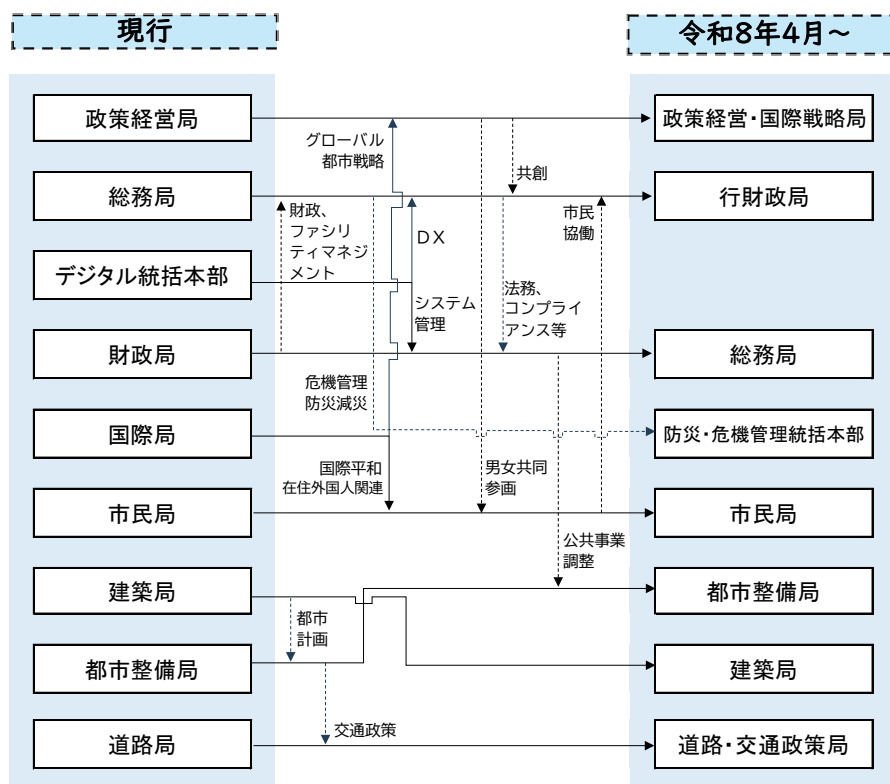 現行
令和8年4月～
政策経営局
政策経営・国際戦略局
グローバル
都市戦略
共創
総務局
行財政局
財政、
ファシリ
ティマネジ
メント
DX
市民
協働
デジタル統括本部
システム
管理
法務、
コンプライ
アンス等
財政局
総務局
危機管理
防災減災
国際局
防災・危機管理統括本部
国際平和
在住外国人関連
男女共同
参画
市民局
市民局
公共事業
調整
建築局
都市整備局
都市
計画
都市整備局
建築局
交通政策
道路局
道路・交通政策局